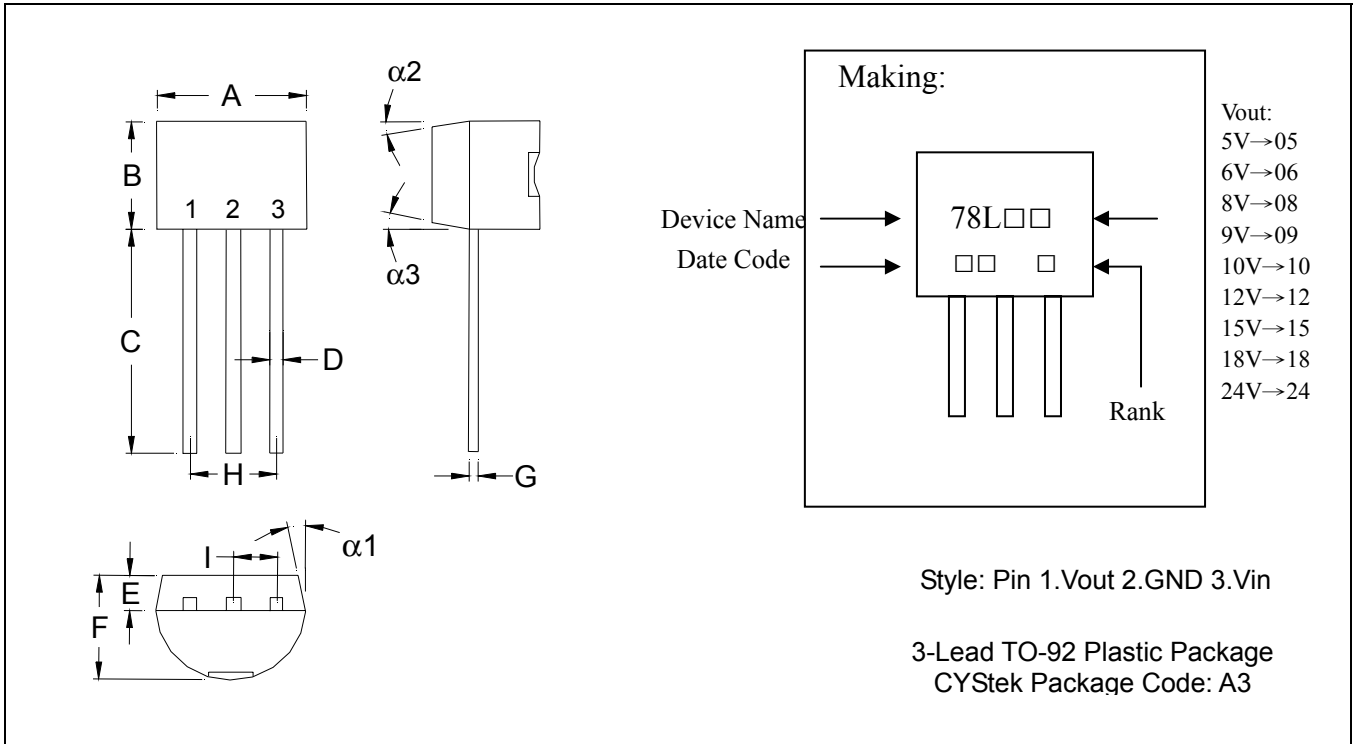 α2
A
B
1 2 3
α3
C
D
H
G
α1
I
E
F
Making:
Device Name
78L□□
Date Code
□□ □
Rank
Vout:
5V→05
6V→06
8V→08
9V→09
10V→10
12V→12
15V→15
18V→18
24V→24
Style: Pin 1.Vout 2.GND 3.Vin
3-Lead TO-92 Plastic Package
CYStek Package Code: A3